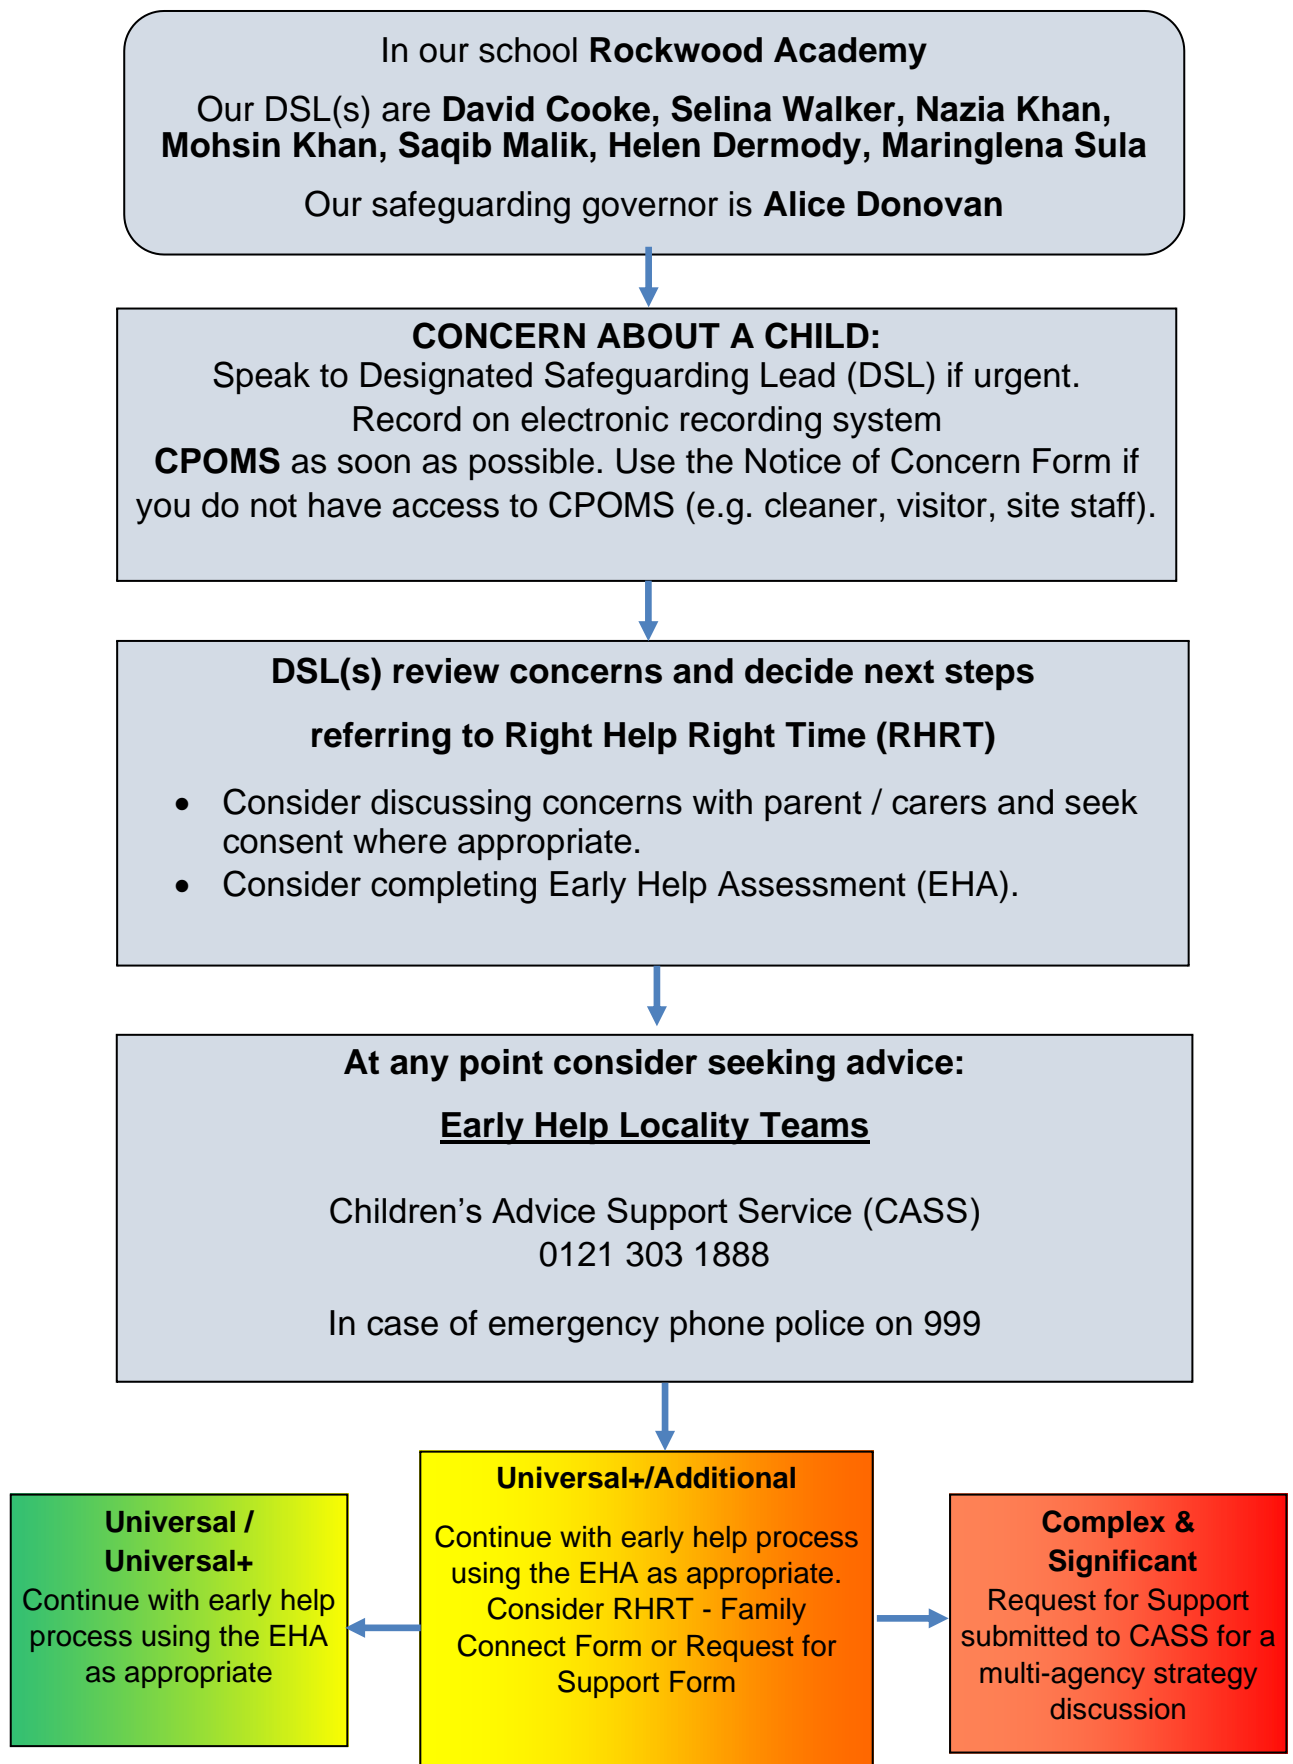 In our school Rockwood Academy
Our DSL(s) are David Cooke, Selina Walker, Nazia Khan,
Mohsin Khan, Saqib Malik, Helen Dermody, Maringlena Sula
Our safeguarding governor is Alice Donovan
CONCERN ABOUT A CHILD:
Speak to Designated Safeguarding Lead (DSL) if urgent.
Record on electronic recording system
CPOMS as soon as possible. Use the Notice of Concern Form if
you do not have access to CPOMS (e.g. cleaner, visitor, site staff).
DSL(s) review concerns and decide next steps
referring to Right Help Right Time (RHRT)
• Consider discussing concerns with parent / carers and seek
consent where appropriate.
• Consider completing Early Help Assessment (EHA).
At any point consider seeking advice:
Early Help Locality Teams
Children’s Advice Support Service (CASS)
0121 303 1888
In case of emergency phone police on 999
Universal /
Universal+
Continue with early help
process using the EHA
as appropriate
Universal+/Additional
Continue with early help process
using the EHA as appropriate.
Consider RHRT - Family
Connect Form or Request for
Support Form
Complex &
Significant
Request for Support
submitted to CASS for a
multi-agency strategy
discussion